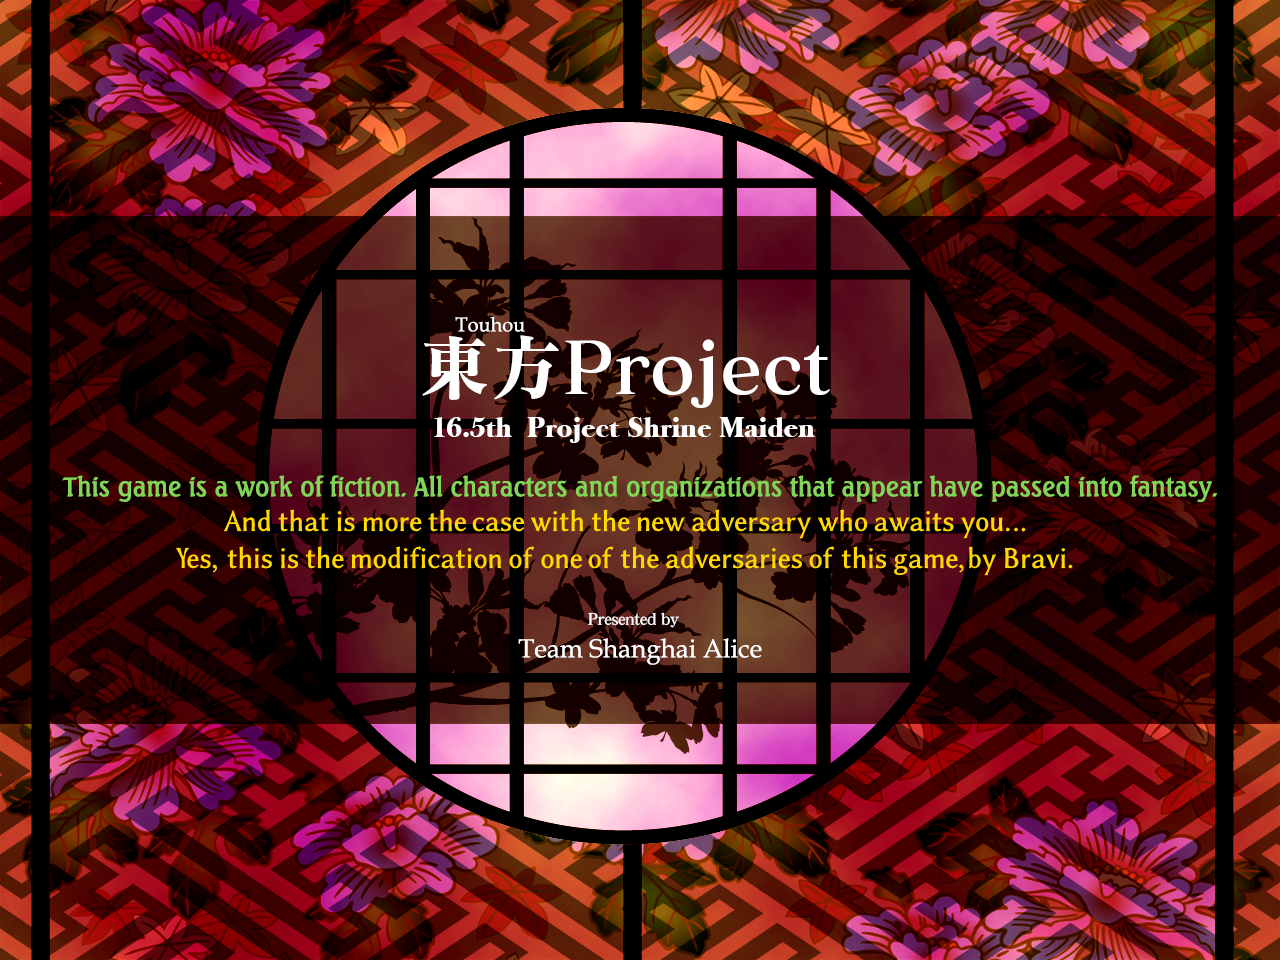 Touhou
東方Project
16.5th Project Shrine Maiden
This game is a work of fiction. All characters and organizations that appear have passed into fantasy.
And that is more the case with the new adversary who awaits you...
Yes, this is the modification of one of the adversaries of this game, by Bravi.
Presented by
Team Shanghai Alice